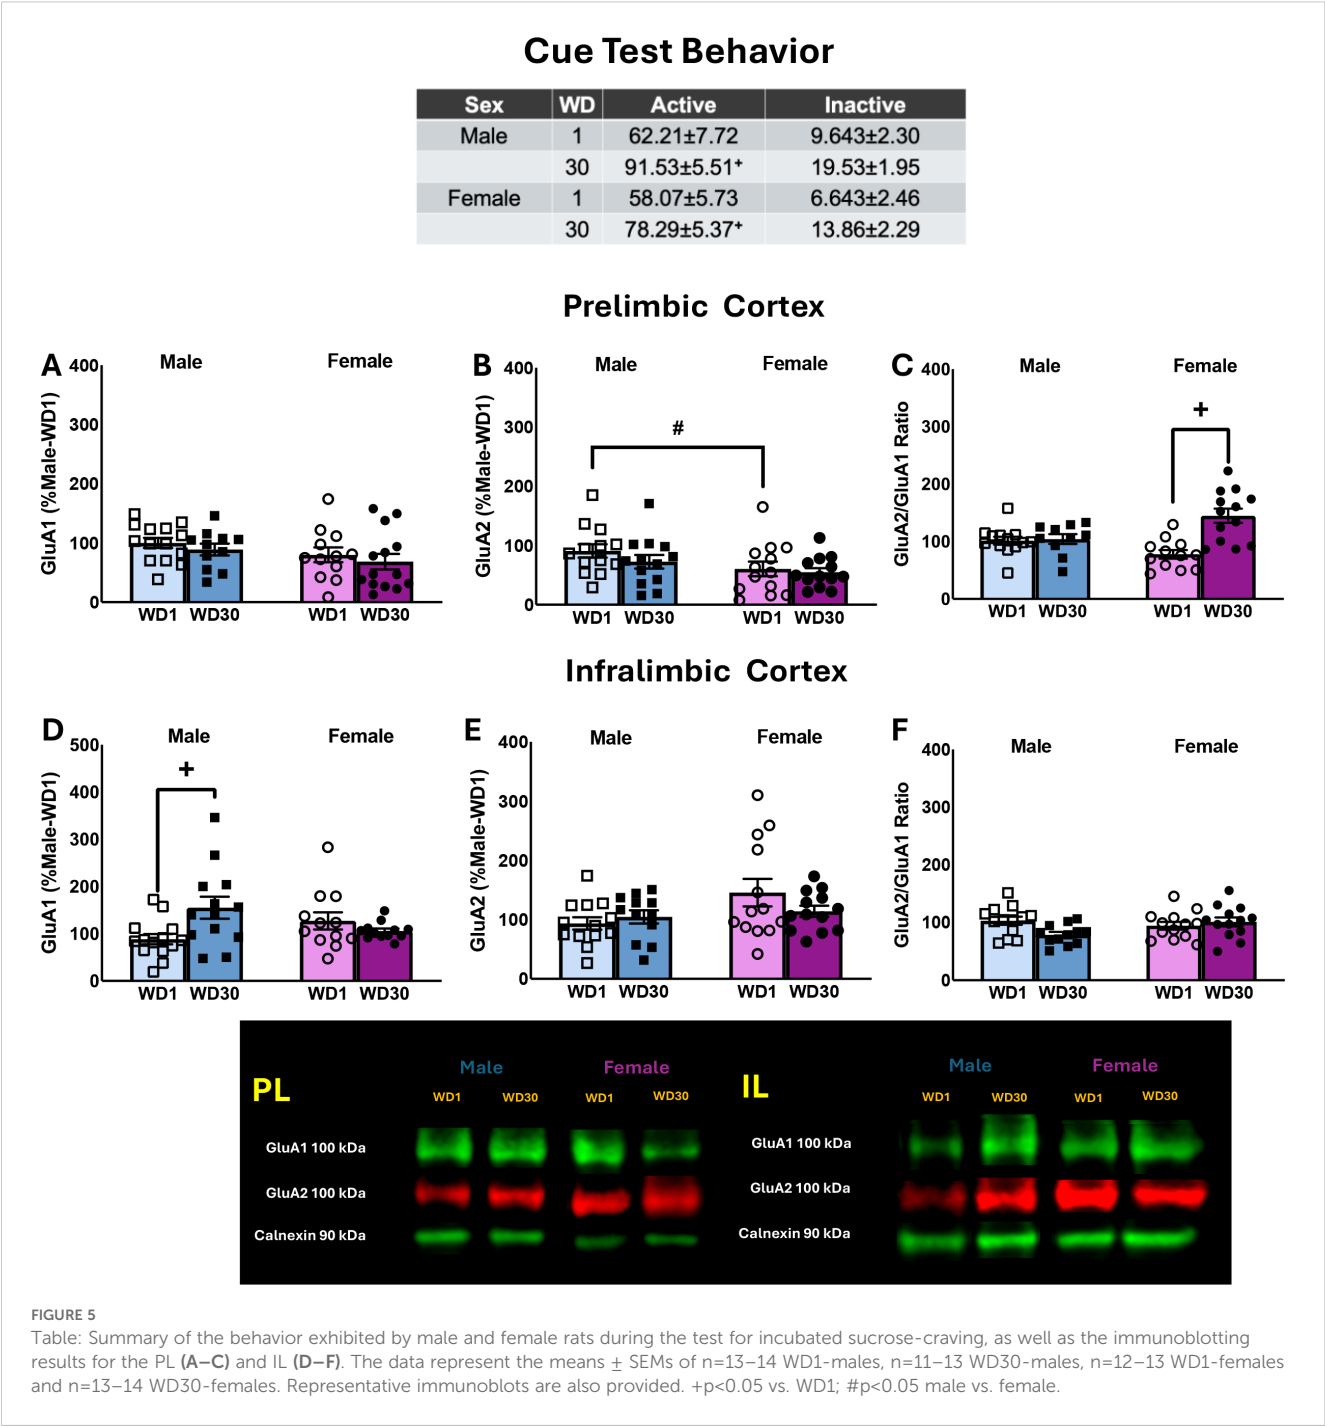 Cue Test Behavior
Sex WD Active Inactive
Male 1 62.21±7.72 9.643±2.30
30 91.53±5.51⁺ 19.53±1.95
Female 1 58.07±5.73 6.643±2.46
30 78.29±5.37⁺ 13.86±2.29
Prelimbic Cortex
A
Male Female
GluA1 (%Male-WD1)
400
300
200
100
0
WD1 WD30 WD1 WD30
B
Male Female
GluA2 (%Male-WD1)
400
300
200
100
0
#
WD1 WD30 WD1 WD30
C
Male Female
GluA2/GluA1 Ratio
400
300
200
100
0
+
WD1 WD30 WD1 WD30
Infralimbic Cortex
D
Male Female
GluA1 (%Male-WD1)
500
400
300
200
100
0
+
WD1 WD30 WD1 WD30
E
Male Female
GluA2 (%Male-WD1)
400
300
200
100
0
WD1 WD30 WD1 WD30
F
Male Female
GluA2/GluA1 Ratio
400
300
200
100
0
WD1 WD30 WD1 WD30
PL
Male Female
WD1 WD30 WD1 WD30
GluA1 100 kDa
GluA2 100 kDa
Calnexin 90 kDa
IL
Male Female
WD1 WD30 WD1 WD30
GluA1 100 kDa
GluA2 100 kDa
Calnexin 90 kDa
FIGURE 5
Table: Summary of the behavior exhibited by male and female rats during the test for incubated sucrose-craving, as well as the immunoblotting
results for the PL (A–C) and IL (D–F). The data represent the means ± SEMs of n=13–14 WD1-males, n=11–13 WD30-males, n=12–13 WD1-females
and n=13–14 WD30-females. Representative immunoblots are also provided. +p<0.05 vs. WD1; #p<0.05 male vs. female.